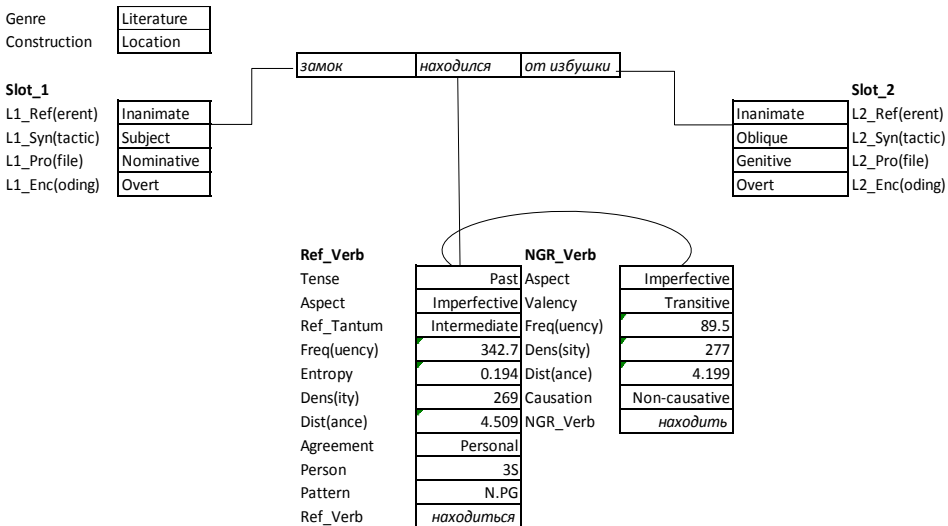 Genre Literature
Construction Location
замок находился от избушки
Slot_1 Slot_2
L1_Ref(erent) Inanimate Inanimate L2_Ref(erent)
L1_Syn(tactic) Subject Oblique L2_Syn(tactic)
L1_Pro(file) Nominative Genitive L2_Pro(file)
L1_Enc(oding) Overt Overt L2_Enc(oding)
Ref_Verb NGR_Verb
Tense Past Aspect Imperfective
Aspect Imperfective Valency Transitive
Ref_Tantum Intermediate Freq(uency) 89.5
Freq(uency) 342.7 Dens(sity) 277
Entropy 0.194 Dist(ance) 4.199
Dens(ity) 269 Causation Non-causative
Dist(ance) 4.509 NGR_Verb находить
Agreement Personal
Person 3S
Pattern N.PG
Ref_Verb находиться